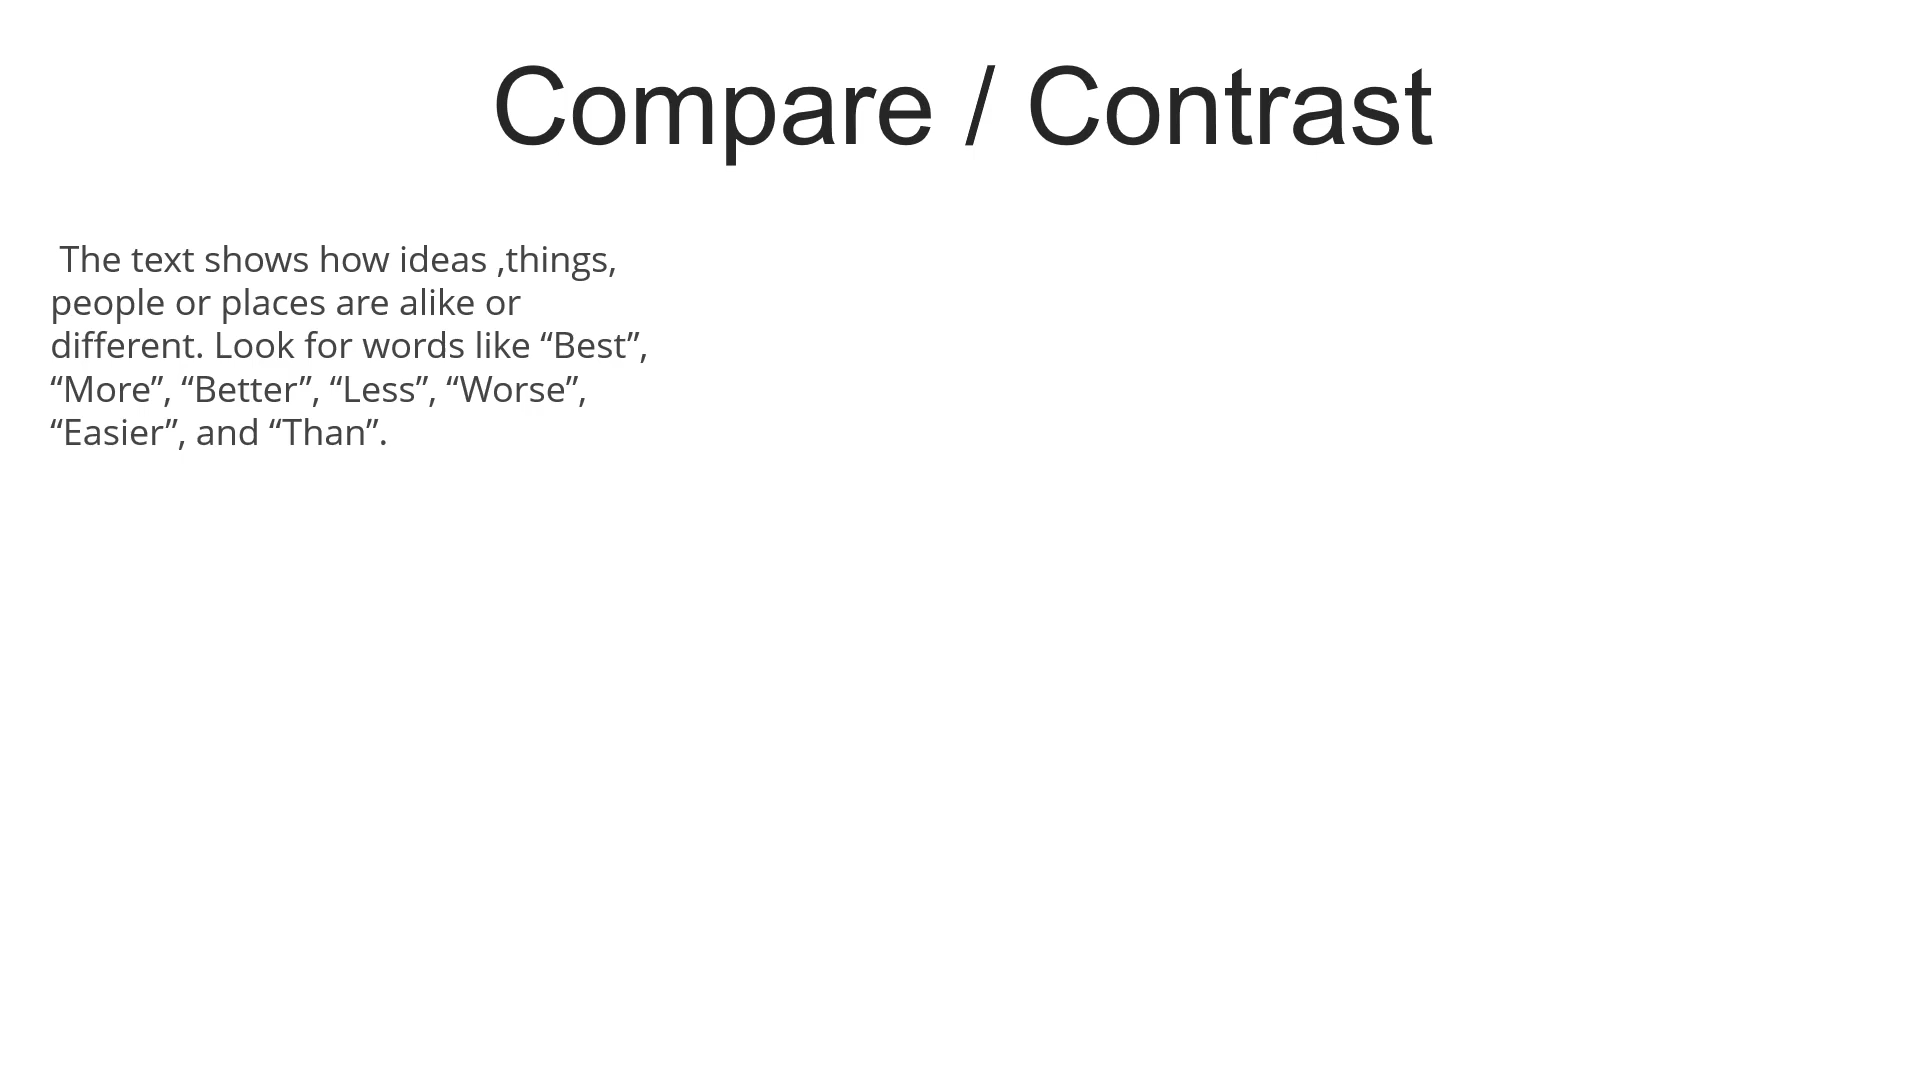 Compare / Contrast
The text shows how ideas ,things,
people or places are alike or
different. Look for words like “Best”,
“More”, “Better”, “Less”, “Worse”,
“Easier”, and “Than”.